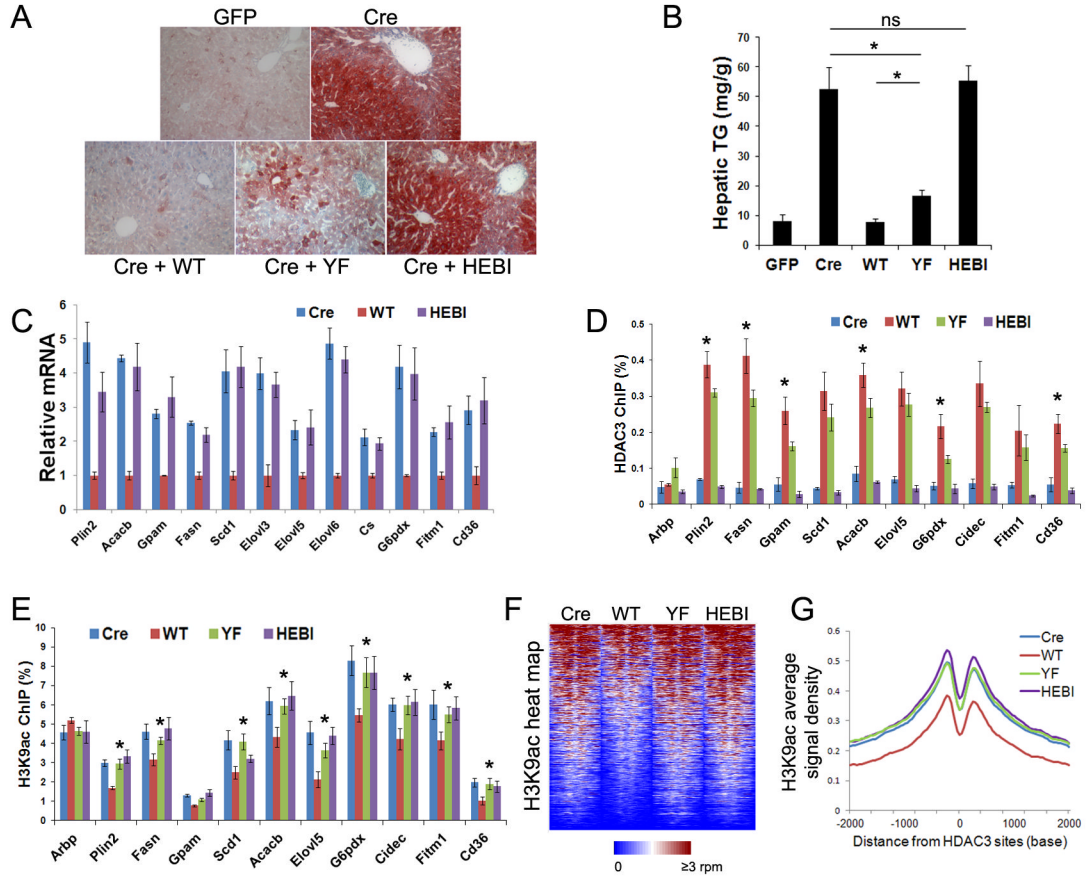 A
GFP
Cre
Cre + WT
Cre + YF
Cre + HEBI
B
ns
*
*
Hepatic TG (mg/g)
70
60
50
40
30
20
10
0
GFP Cre WT YF HEBI
C
Cre WT HEBI
Relative mRNA
6
5
4
3
2
1
0
Plin2 Acacb Gpam Fasn Scd1 Elovl3 Elovl5 Elovl6 Cs G6pdx Fitm1 Cd36
D
Cre WT YF HEBI
HDAC3 ChIP (%)
0.5
0.4
0.3
0.2
0.1
0
* * * * * *
Arbp Plin2 Fasn Gpam Scd1 Acacb Elovl5 G6pdx Cidec Fitm1 Cd36
E
Cre WT YF HEBI
H3K9ac ChIP (%)
10
9
8
7
6
5
4
3
2
1
0
* * * * * * * * *
Arbp Plin2 Fasn Gpam Scd1 Acacb Elovl5 G6pdx Cidec Fitm1 Cd36
F
Cre WT YF HEBI
H3K9ac heat map
0 ≥3 rpm
G
H3K9ac average
signal density
0.6
0.5
0.4
0.3
0.2
0.1
0
Cre
WT
YF
HEBI
-2000 -1000 0 1000 2000
Distance from HDAC3 sites (base)